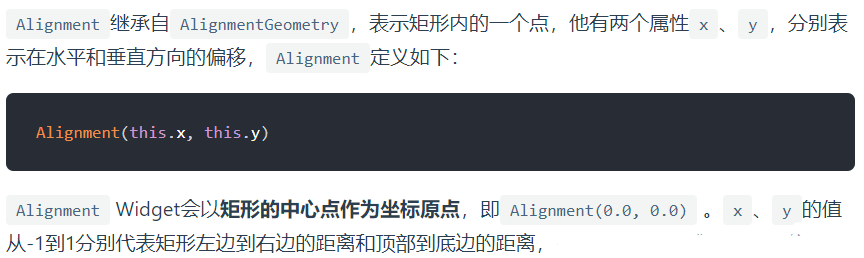 Alignment 继承自 AlignmentGeometry ，表示矩形内的一个点，他有两个属性 x 、 y ，分别表
示在水平和垂直方向的偏移， Alignment 定义如下：
Alignment(this.x, this.y)
Alignment Widget会以矩形的中心点作为坐标原点，即 Alignment(0.0, 0.0) 。 x 、 y 的值
从-1到1分别代表矩形左边到右边的距离和顶部到底边的距离，